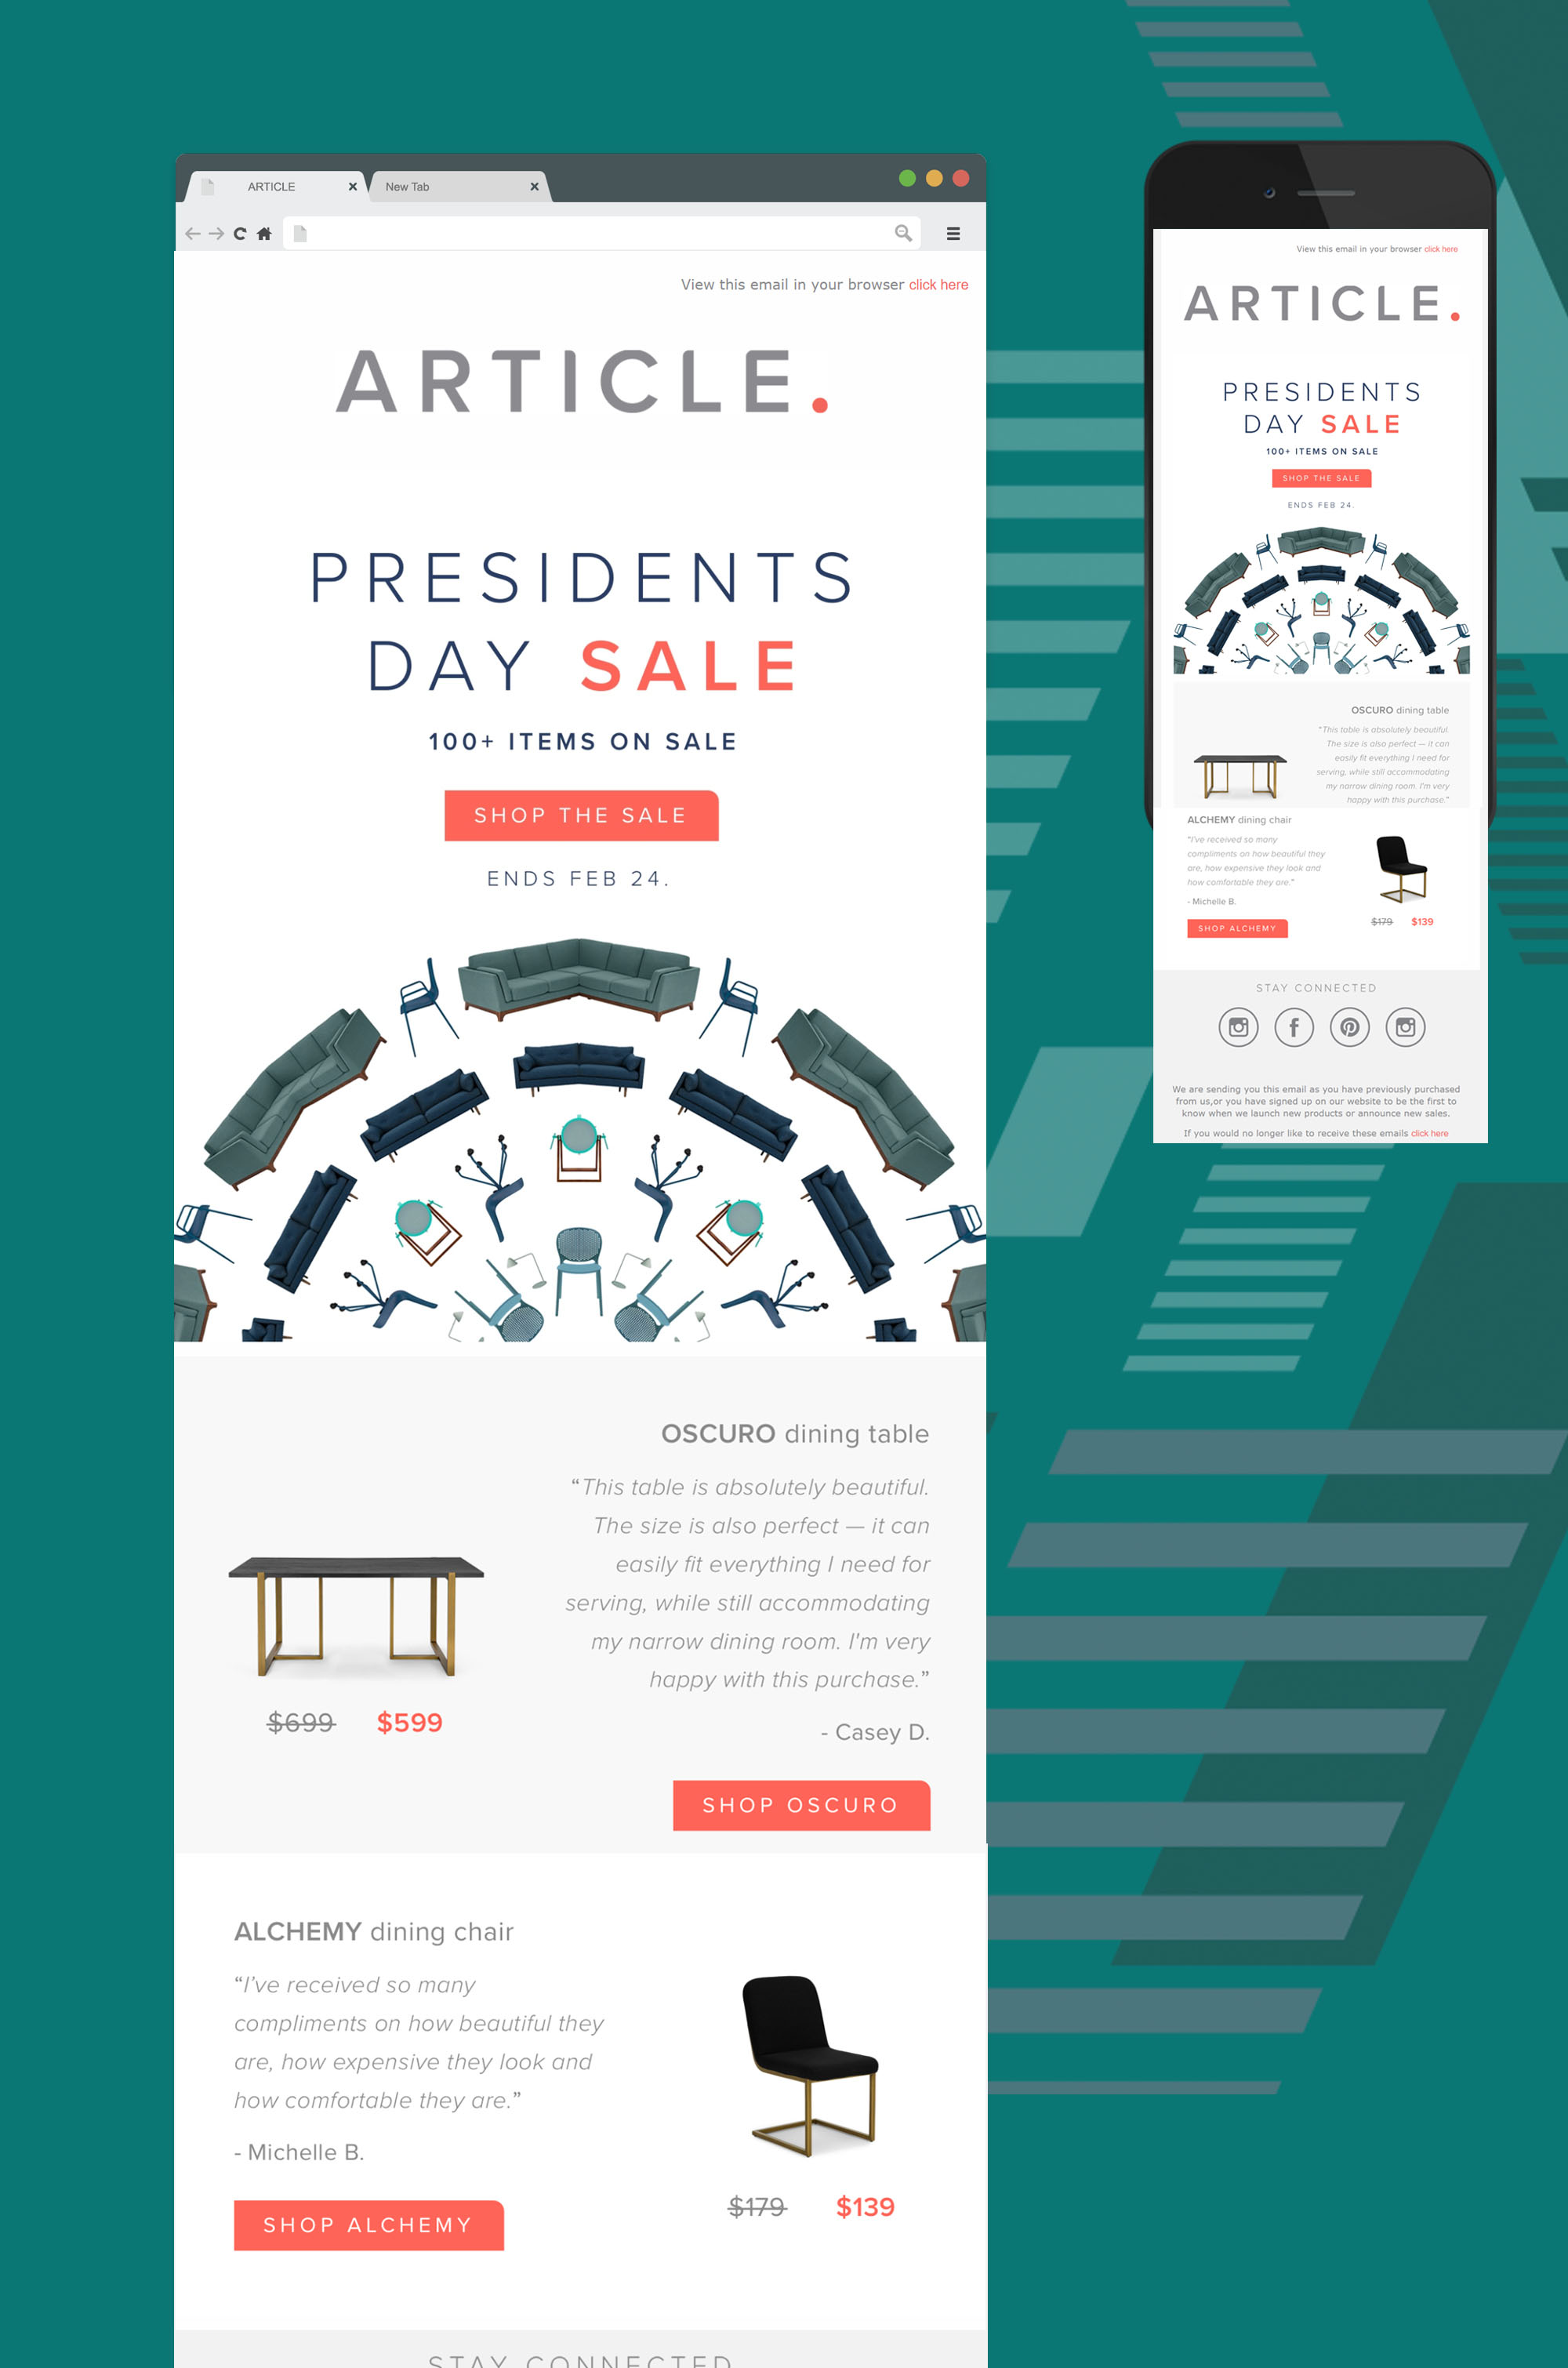 ARTICLE
New Tab
View this email in your browser click here
ARTICLE.
PRESIDENTS
DAY SALE
100+ ITEMS ON SALE
SHOP THE SALE
ENDS FEB 24.
OSCURO dining table
“This table is absolutely beautiful.
The size is also perfect — it can
easily fit everything I need for
serving, while still accommodating
my narrow dining room. I'm very
happy with this purchase.”
$699 $599
- Casey D.
SHOP OSCURO
ALCHEMY dining chair
“I’ve received so many
compliments on how beautiful they
are, how expensive they look and
how comfortable they are.”
- Michelle B.
$179 $139
SHOP ALCHEMY
STAY CONNECTED
View this email in your browser click here
ARTICLE.
PRESIDENTS
DAY SALE
100+ ITEMS ON SALE
SHOP THE SALE
ENDS FEB 24.
OSCURO dining table
“This table is absolutely beautiful.
The size is also perfect — it can
easily fit everything I need for
serving, while still accommodating
my narrow dining room. I'm very
happy with this purchase.”
ALCHEMY dining chair
“I’ve received so many
compliments on how beautiful they
are, how expensive they look and
how comfortable they are.”
- Michelle B.
$179 $139
SHOP ALCHEMY
STAY CONNECTED
We are sending you this email as you have previously purchased
from us,or you have signed up on our website to be the first to
know when we launch new products or announce new sales.
If you would no longer like to receive these emails click here